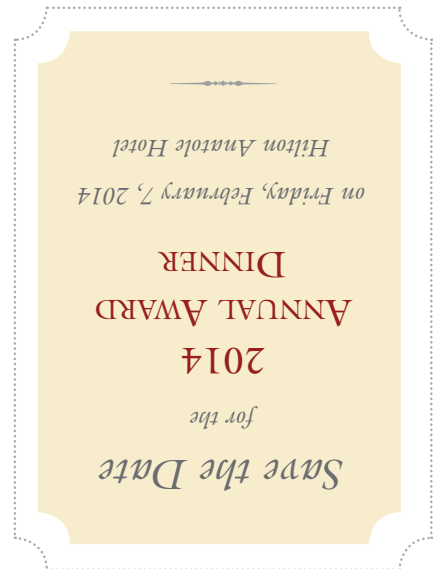 Save the Date
for the
2014
Annual Award
Dinner
on Friday, February 7, 2014
Hilton Anatole Hotel